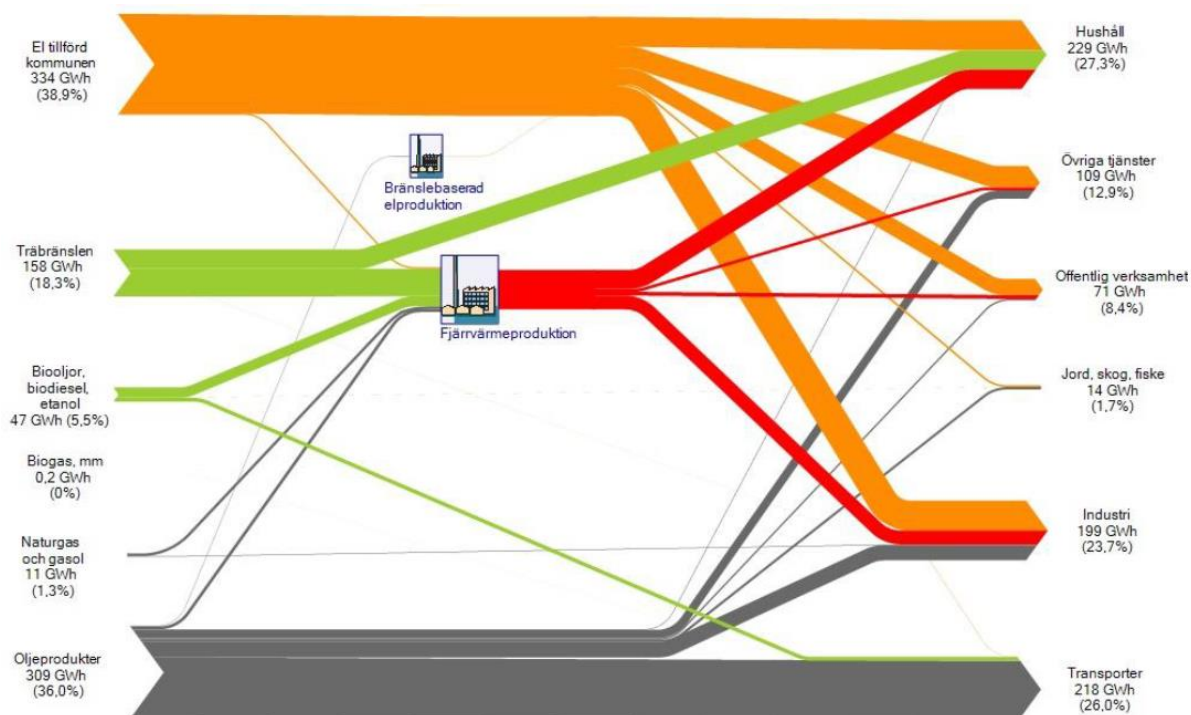 El tillförd
kommunen
334 GWh
(38,9%)
Träbränslen
158 GWh
(18,3%)
Biooljor,
biodiesel,
etanol
47 GWh (5,5%)
Biogas, mm
0,2 GWh
(0%)
Naturgas
och gasol
11 GWh
(1,3%)
Oljeprodukter
309 GWh
(36,0%)
Bränslebaserad
elproduktion
Fjärrvärmeproduktion
Hushåll
229 GWh
(27,3%)
Övriga tjänster
109 GWh
(12,9%)
Offentlig verksamhet
71 GWh
(8,4%)
Jord, skog, fiske
14 GWh
(1,7%)
Industri
199 GWh
(23,7%)
Transporter
218 GWh
(26,0%)